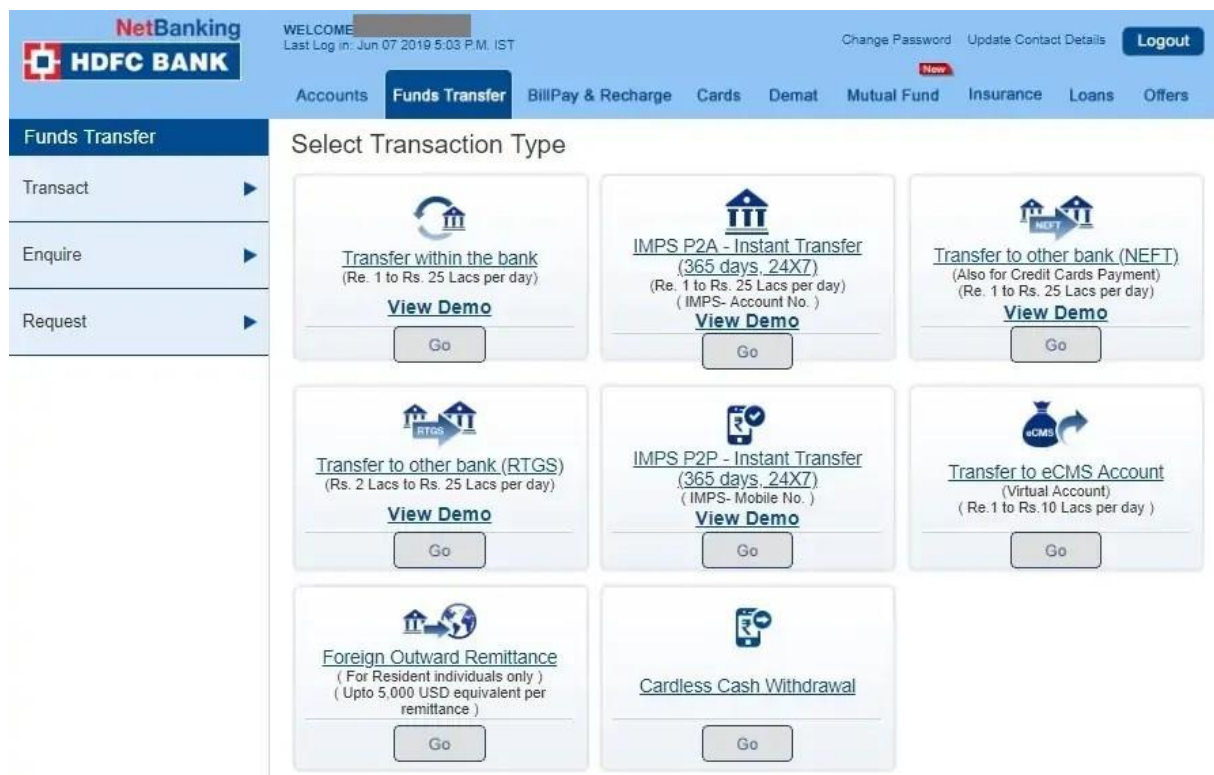 NetBanking
HDFC BANK
WELCOME
Last Log in: Jun 07 2019 5:03 P.M. IST
Change Password Update Contact Details Logout
New
Accounts Funds Transfer BillPay & Recharge Cards Demat Mutual Fund Insurance Loans Offers
Funds Transfer
Transact
Enquire
Request
Select Transaction Type
Transfer within the bank
(Re. 1 to Rs. 25 Lacs per day)
View Demo
Go
IMPS P2A - Instant Transfer
(365 days, 24X7)
(Re. 1 to Rs. 25 Lacs per day)
( IMPS- Account No. )
View Demo
Go
NEFT
Transfer to other bank (NEFT)
(Also for Credit Cards Payment)
(Re. 1 to Rs. 25 Lacs per day)
View Demo
Go
RTGS
Transfer to other bank (RTGS)
(Rs. 2 Lacs to Rs. 25 Lacs per day)
View Demo
Go
₹
IMPS P2P - Instant Transfer
(365 days, 24X7)
( IMPS- Mobile No. )
View Demo
Go
eCMS
Transfer to eCMS Account
(Virtual Account)
( Re.1 to Rs.10 Lacs per day )
Go
Foreign Outward Remittance
( For Resident individuals only )
( Upto 5,000 USD equivalent per
remittance )
Go
₹
Cardless Cash Withdrawal
Go